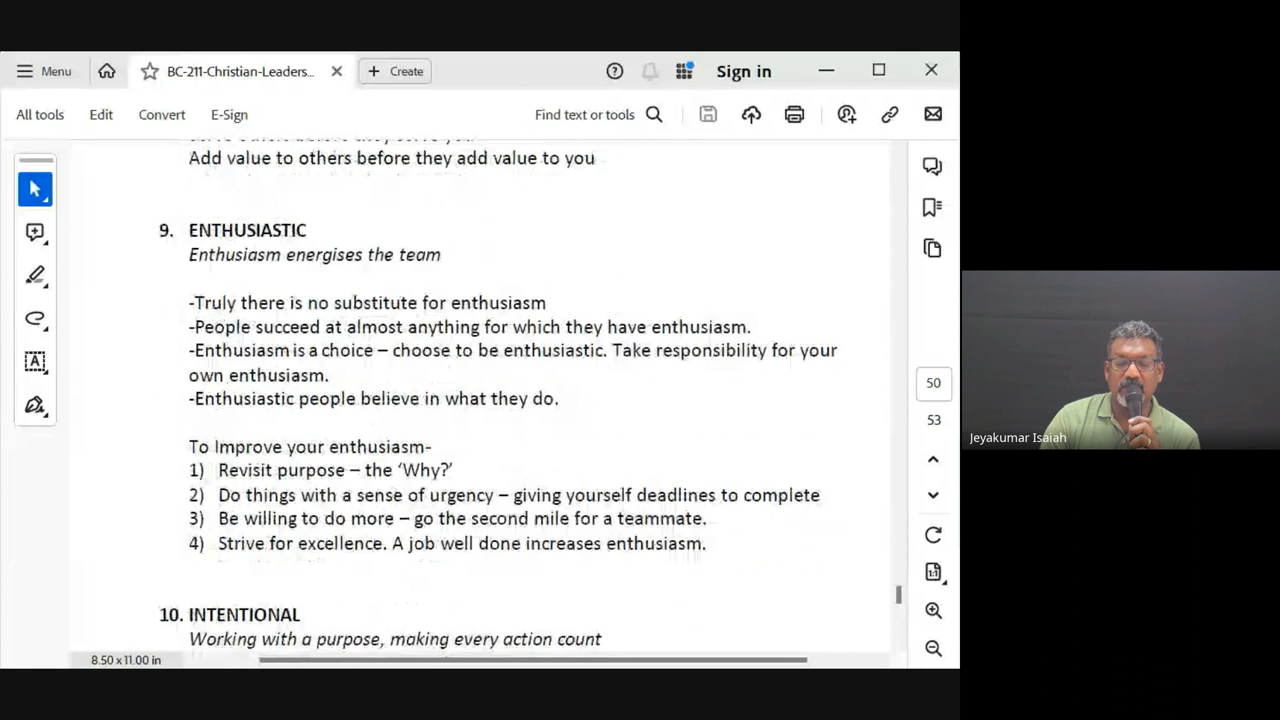 Menu
BC-211-Christian-Leaders...
Create
Sign in
All tools
Edit
Convert
E-Sign
Find text or tools
Add value to others before they add value to you
9. ENTHUSIASTIC
Enthusiasm energises the team
-Truly there is no substitute for enthusiasm
-People succeed at almost anything for which they have enthusiasm.
-Enthusiasm is a choice – choose to be enthusiastic. Take responsibility for your
own enthusiasm.
-Enthusiastic people believe in what they do.
To Improve your enthusiasm-
1) Revisit purpose – the ‘Why?’
2) Do things with a sense of urgency – giving yourself deadlines to complete
3) Be willing to do more – go the second mile for a teammate.
4) Strive for excellence. A job well done increases enthusiasm.
10. INTENTIONAL
Working with a purpose, making every action count
8.50 x 11.00 in
50
53
1:1
Jeyakumar Isaiah